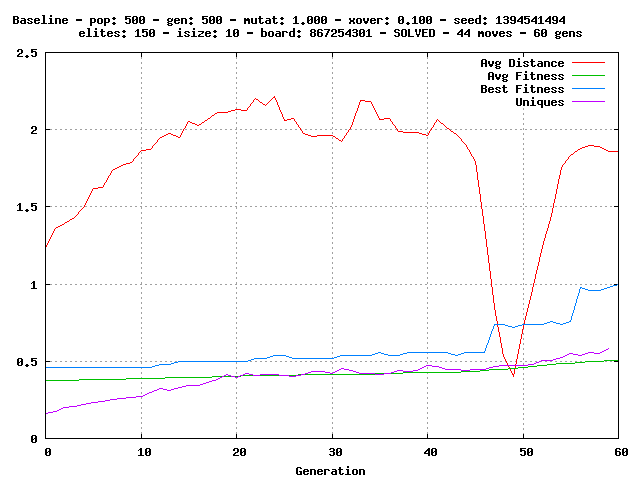 Baseline - pop: 500 - gen: 500 - mutat: 1.000 - xover: 0.100 - seed: 1394541494
elites: 150 - isize: 10 - board: 867254301 - SOLVED - 44 moves - 60 gens
Avg Distance
Avg Fitness
Best Fitness
Uniques
2.5
2
1.5
1
0.5
0
0 10 20 30 40 50 60
Generation